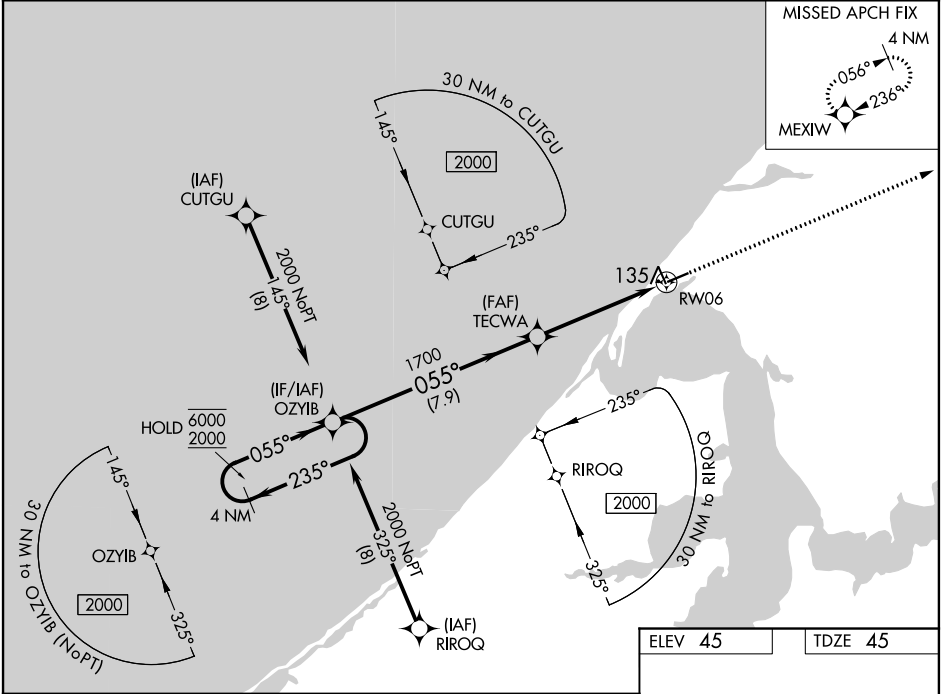 MISSED APCH FIX
4 NM
056°
236°
MEXIW
30 NM to CUTGU
145°
2000
CUTGU
235°
(IAF)
CUTGU
2000 NoPT
145°
(8)
135
RW06
(FAF)
TECWA
1700
055°
(7.9)
(IF/IAF)
OZYIB
HOLD 6000
2000
055°
235°
4 NM
235°
RIROQ
2000
325°
30 NM to RIROQ
145°
OZYIB
2000
325°
30 NM to OZYIB (NoPT)
2000 NoPT
325°
(8)
(IAF)
RIROQ
ELEV 45
TDZE 45